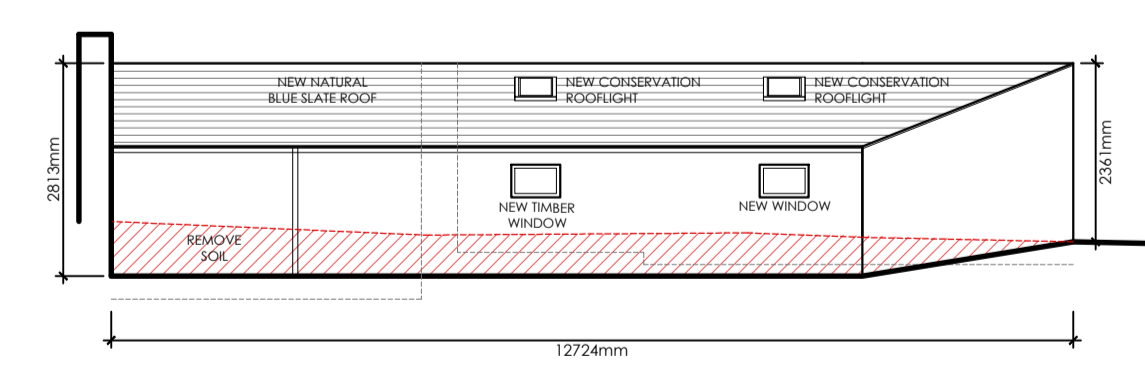 NEW NATURAL
BLUE SLATE ROOF
NEW CONSERVATION
ROOFLIGHT
NEW CONSERVATION
ROOFLIGHT
2813mm
2361mm
NEW TIMBER
WINDOW
NEW WINDOW
REMOVE
SOIL
12724mm